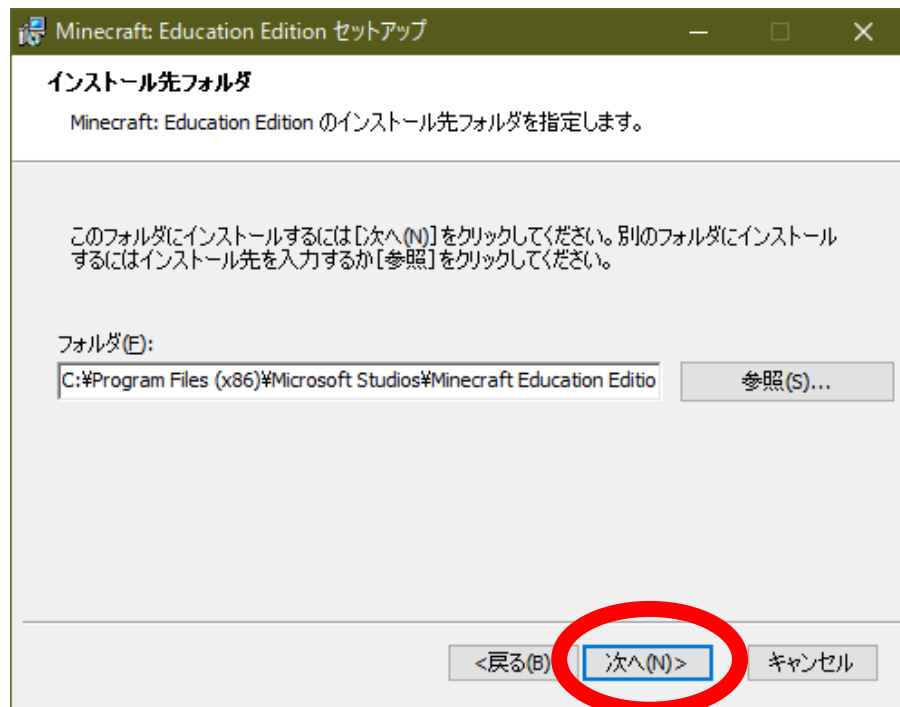 Minecraft: Education Edition セットアップ
インストール先フォルダ
Minecraft: Education Edition のインストール先フォルダを指定します。
このフォルダにインストールするには[次へ(N)]をクリックしてください。別のフォルダにインストール
するにはインストール先を入力するか[参照]をクリックしてください。
フォルダ(F):
C:¥Program Files (x86)¥Microsoft Studios¥Minecraft Education Editio
参照(S)...
<戻る(B)
次へ(N)>
キャンセル